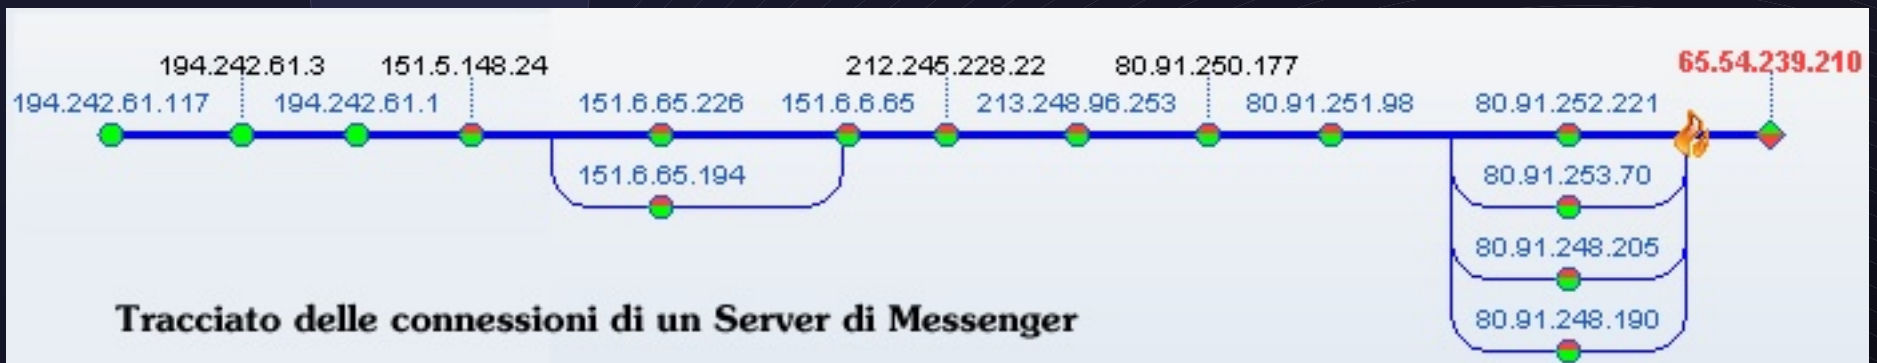 194.242.61.3 151.5.148.24 212.245.228.22 80.91.250.177 65.54.239.210
194.242.61.117 194.242.61.1 151.6.65.226 151.6.6.65 213.248.96.253 80.91.251.98 80.91.252.221
151.6.65.194 80.91.253.70
80.91.248.205
Tracciato delle connessioni di un Server di Messenger 80.91.248.190